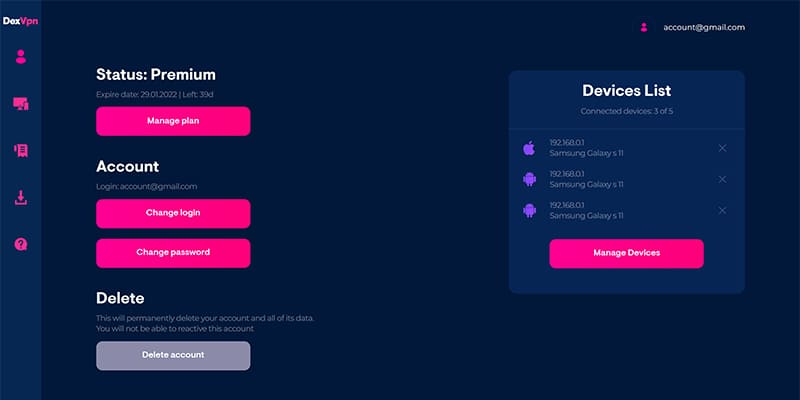 DexVpn
account@gmail.com
Status: Premium
Expire date: 29.01.2022 | Left: 39d
Manage plan
Account
Login: account@gmail.com
Change login
Change password
Delete
This will permanently delete your account and all of its data.
You will not be able to reactive this account
Delete account
Devices List
Connected devices: 3 of 5
192.168.0.1
Samsung Galaxy s 11
192.168.0.1
Samsung Galaxy s 11
192.168.0.1
Samsung Galaxy s 11
Manage Devices